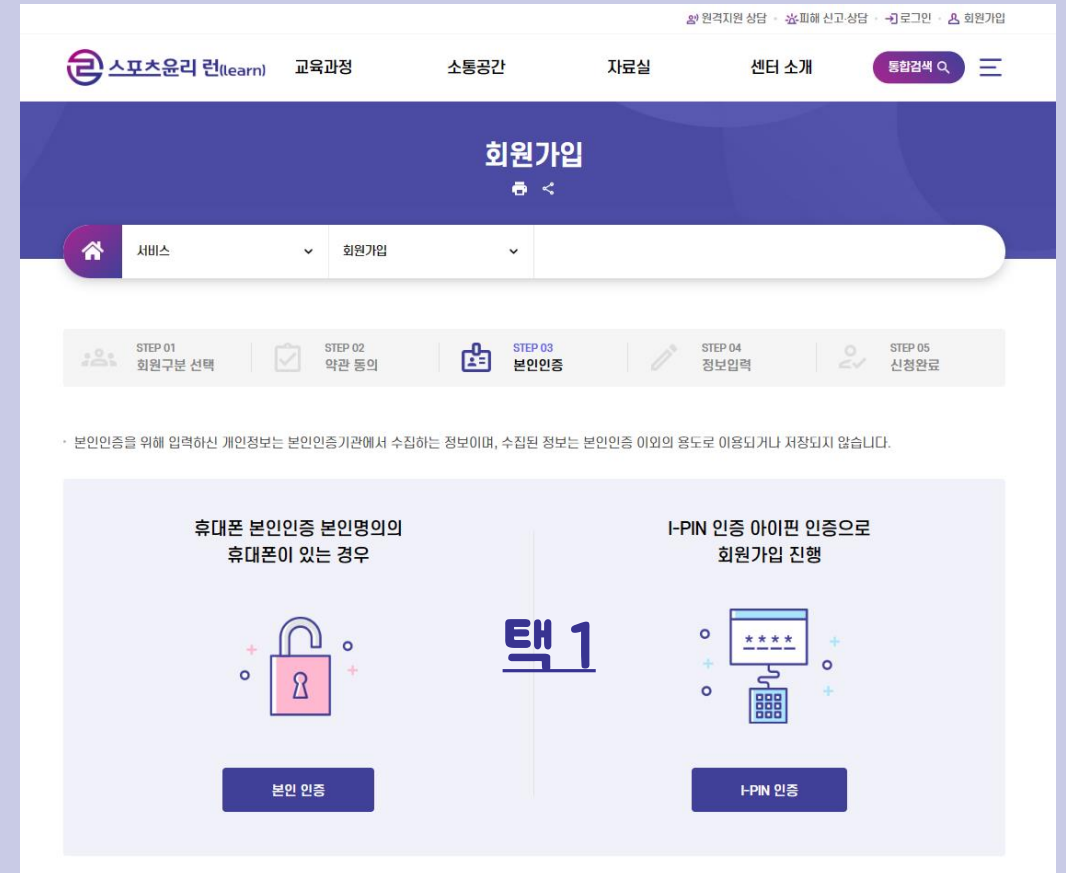 원격지원 상담 피해 신고·상담 로그인 회원가입
스포츠윤리 런(learn) 교육과정 소통공간 자료실 센터 소개 통합검색
회원가입
서비스 회원가입
STEP 01 STEP 02 STEP 03 STEP 04 STEP 05
회원구분 선택 약관 동의 본인인증 정보입력 신청완료
· 본인인증을 위해 입력하신 개인정보는 본인인증기관에서 수집하는 정보이며, 수집된 정보는 본인인증 이외의 용도로 이용되거나 저장되지 않습니다.
휴대폰 본인인증 본인명의의
휴대폰이 있는 경우
I-PIN 인증 아이핀 인증으로
회원가입 진행
택 1
****
본인 인증
I-PIN 인증